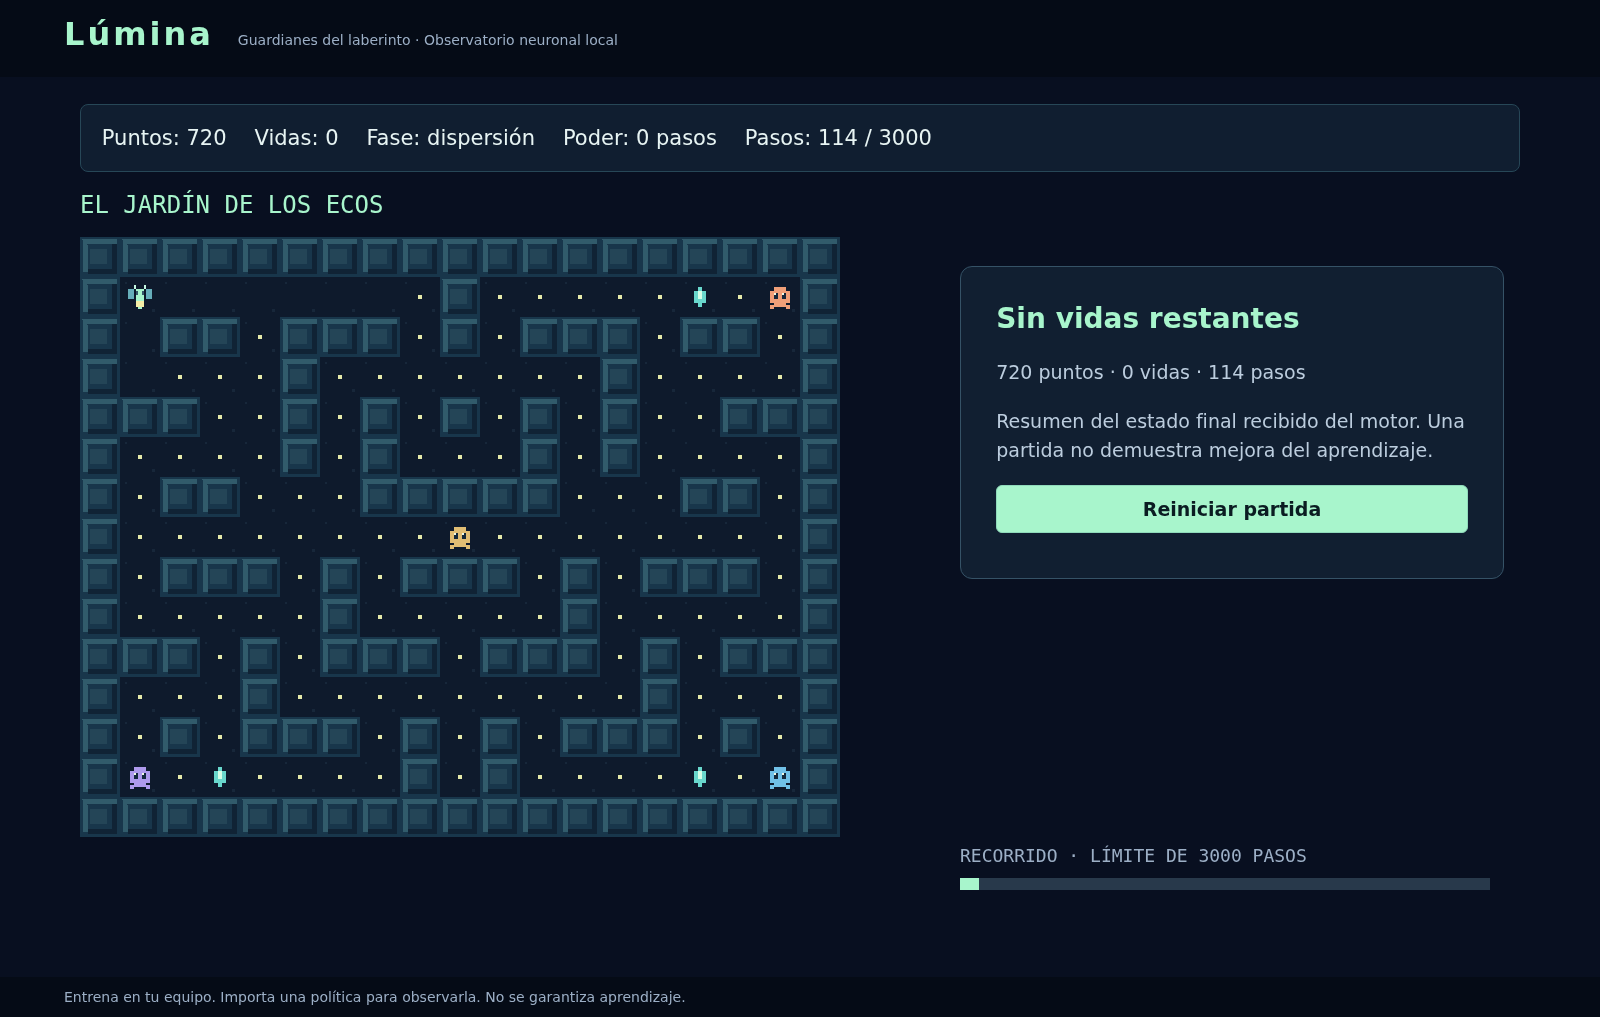 Lúmina
Guardianes del laberinto · Observatorio neuronal local
Puntos: 720 Vidas: 0 Fase: dispersión Poder: 0 pasos Pasos: 114 / 3000
EL JARDÍN DE LOS ECOS
Sin vidas restantes
720 puntos · 0 vidas · 114 pasos
Resumen del estado final recibido del motor. Una
partida no demuestra mejora del aprendizaje.
Reiniciar partida
RECORRIDO · LÍMITE DE 3000 PASOS
Entrena en tu equipo. Importa una política para observarla. No se garantiza aprendizaje.